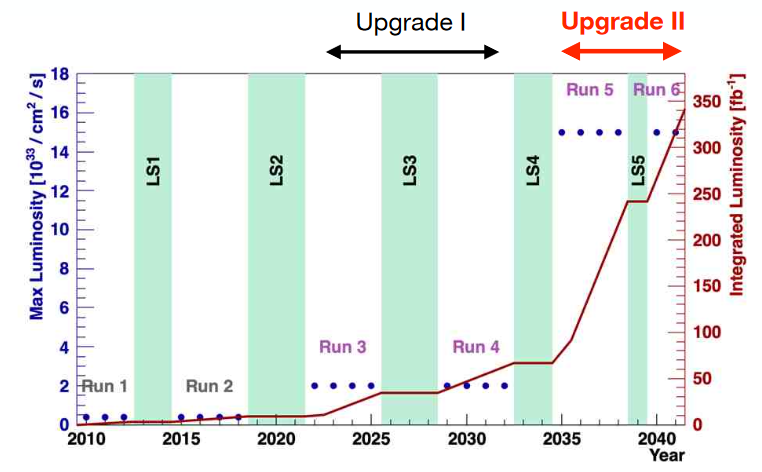 Upgrade I
Upgrade II
Max Luminosity [10³³ / cm² / s]
18
16
14
12
10
8
6
4
2
0
Run 1
LS1
Run 2
LS2
Run 3
LS3
Run 4
LS4
Run 5
LS5
Run 6
350
300
250
200
150
100
50
0
Integrated Luminosity [fb⁻¹]
2010
2015
2020
2025
2030
2035
2040
Year